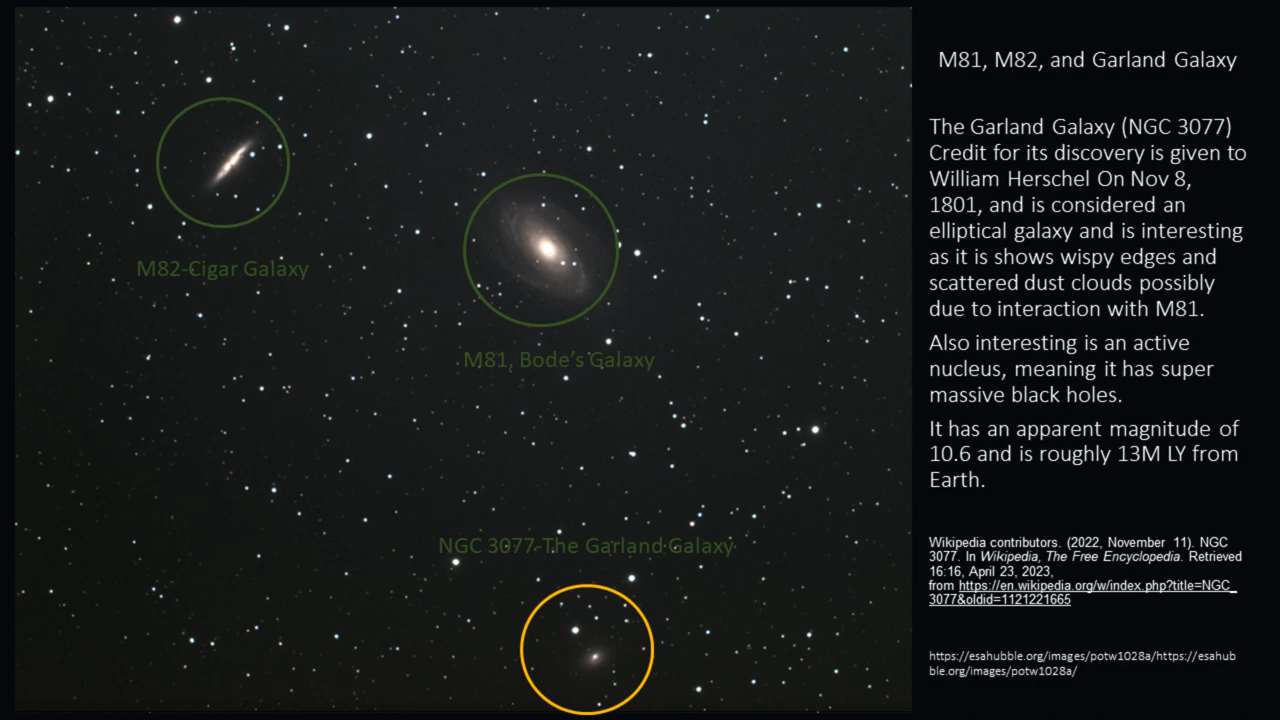 M81, M82, and Garland Galaxy
The Garland Galaxy (NGC 3077)
Credit for its discovery is given to
William Herschel On Nov 8,
1801, and is considered an
elliptical galaxy and is interesting
as it is shows wispy edges and
scattered dust clouds possibly
due to interaction with M81.
Also interesting is an active
nucleus, meaning it has super
massive black holes.
It has an apparent magnitude of
10.6 and is roughly 13M LY from
Earth.
Wikipedia contributors. (2022, November 11). NGC
3077. In Wikipedia, The Free Encyclopedia. Retrieved
16:16, April 23, 2023,
from https://en.wikipedia.org/w/index.php?title=NGC_
3077&oldid=1121221665
https://esahubble.org/images/potw1028a/https://esahub
ble.org/images/potw1028a/
M82-Cigar Galaxy
M81, Bode's Galaxy
NGC 3077-The Garland Galaxy